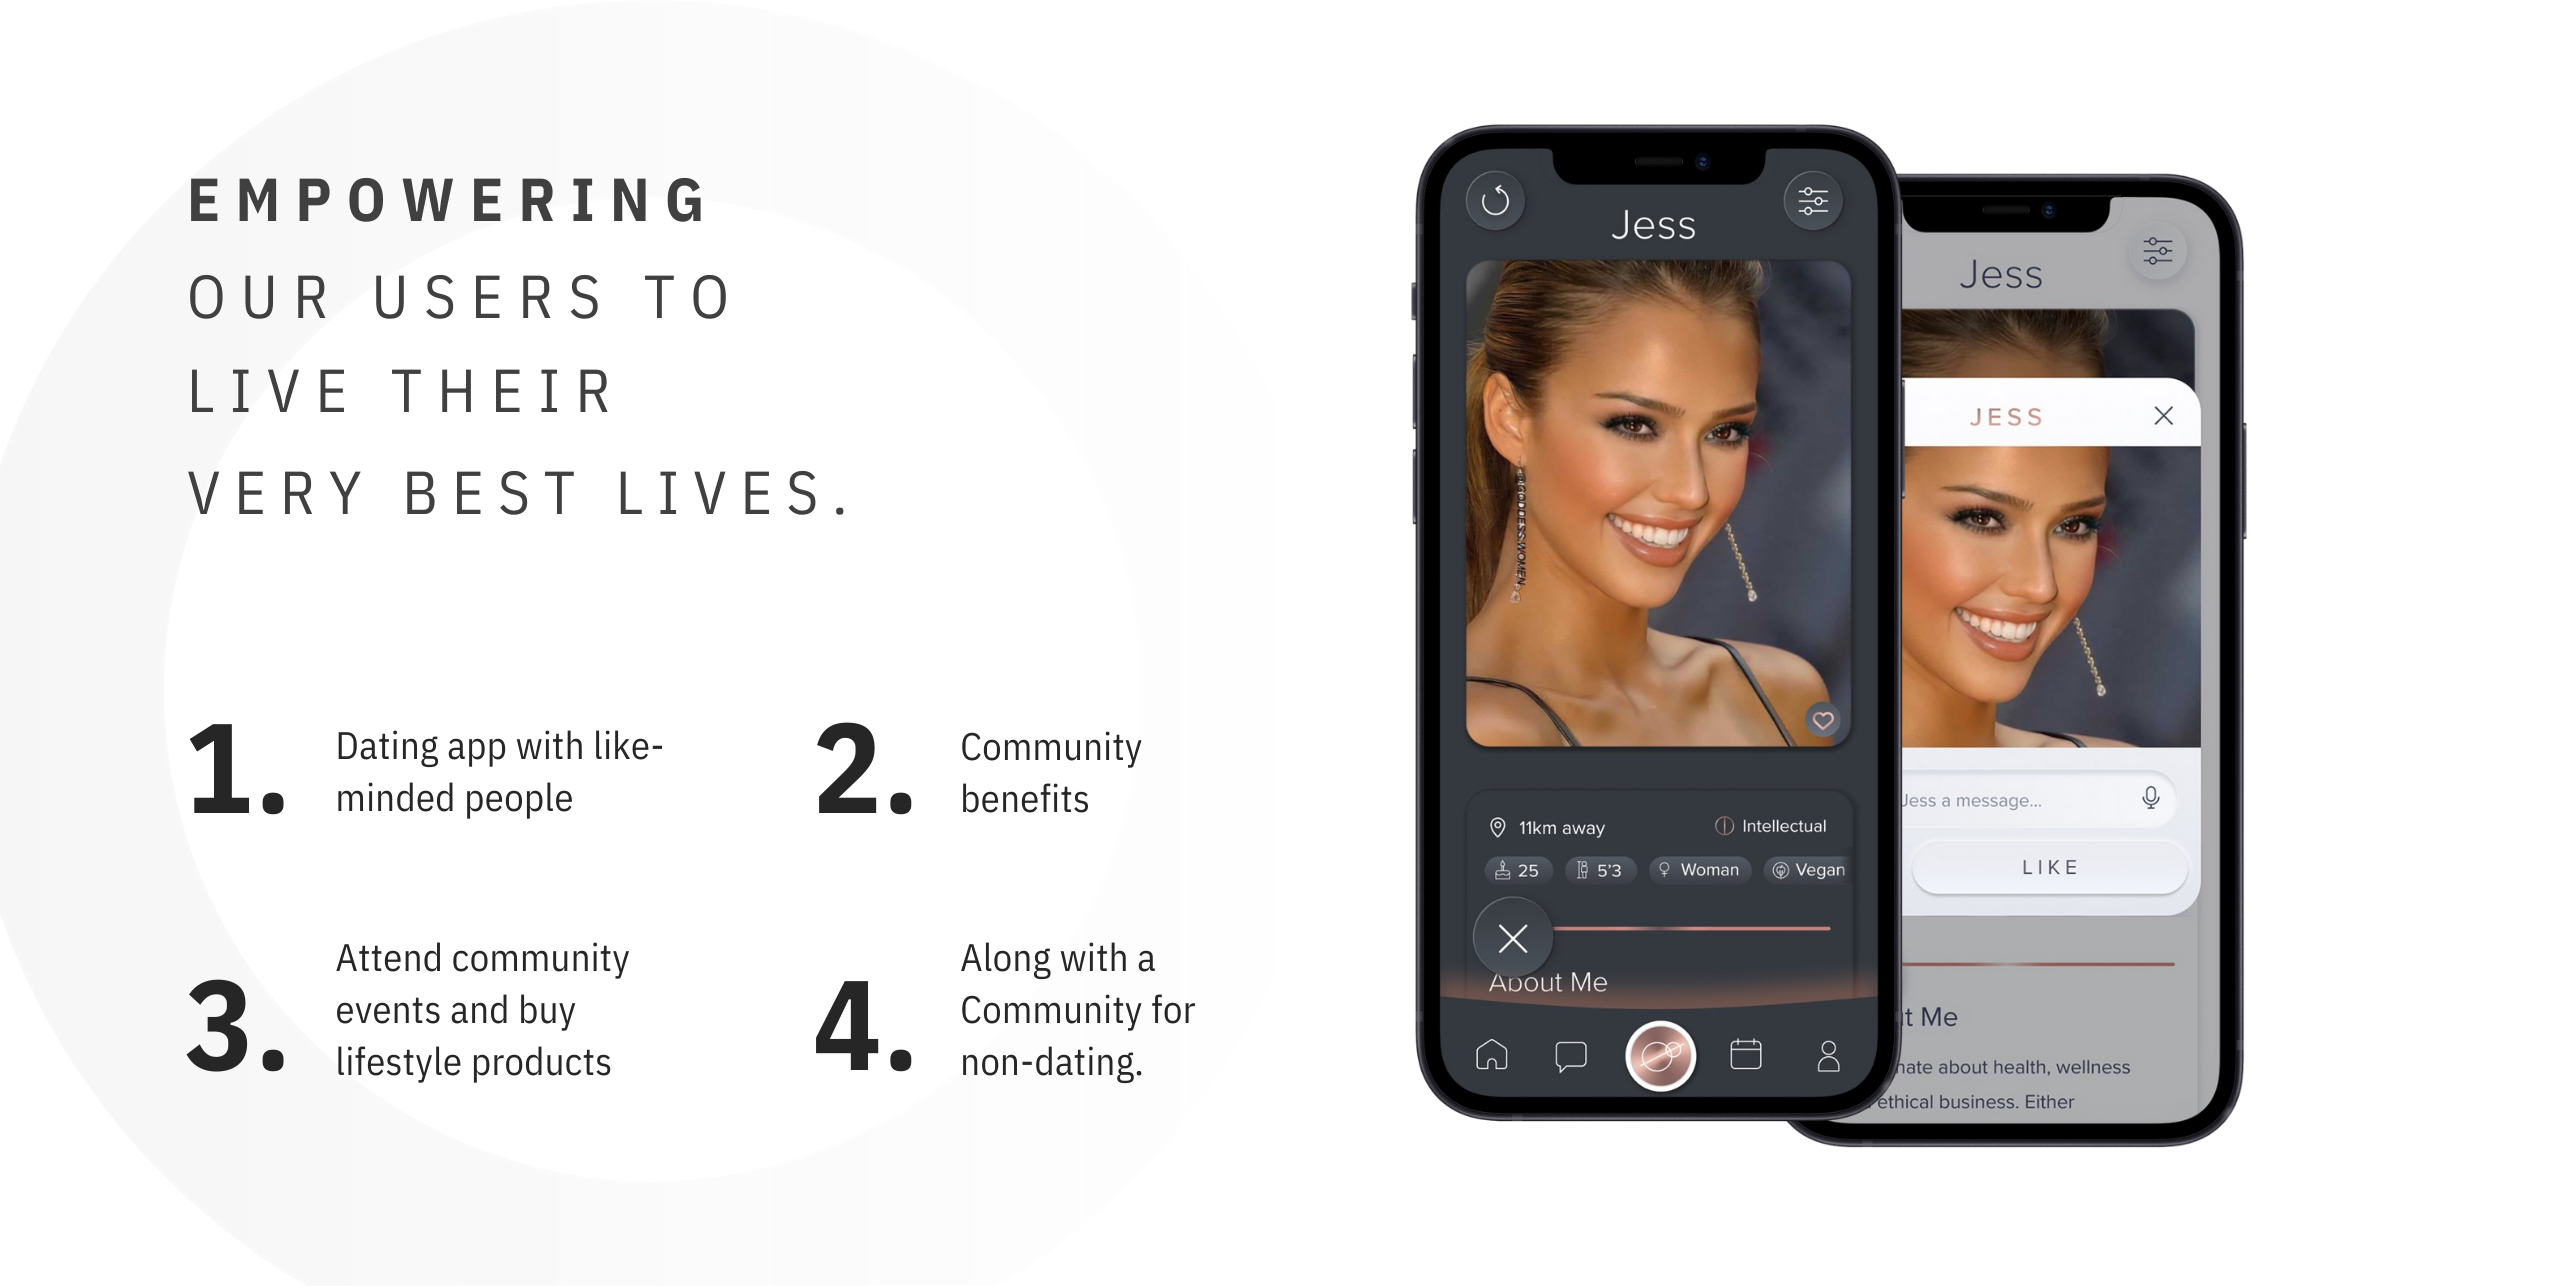 EMPOWERING
OUR USERS TO
LIVE THEIR
VERY BEST LIVES.
1.
Dating app with like-
minded people
2.
Community
benefits
3.
Attend community
events and buy
lifestyle products
4.
Along with a
Community for
non-dating.
Jess
11km away
Intellectual
25
5'3
Woman
Vegan
About Me
Jess
JESS
Jess a message...
LIKE
Me
about health, wellness
ethical business. Either